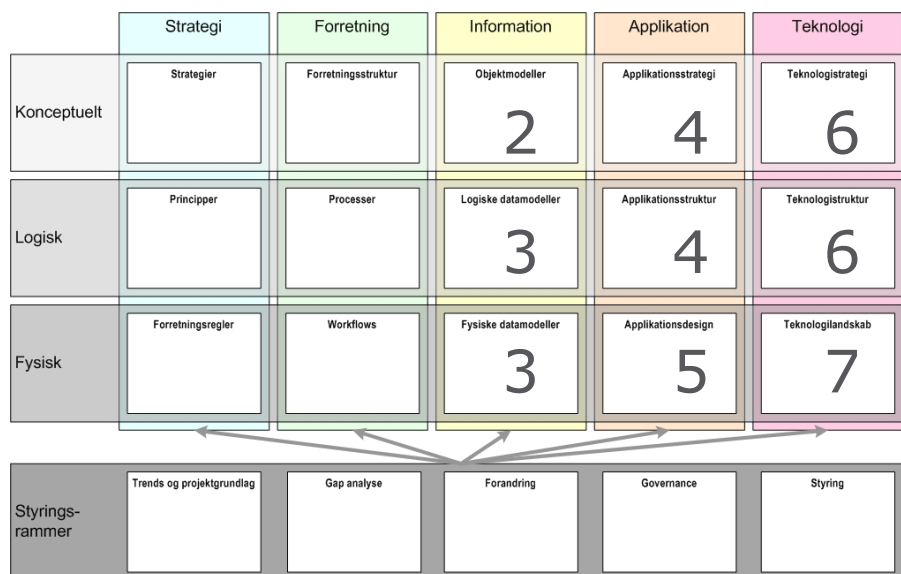 Strategi Forretning Information Applikation Teknologi
Konceptuelt
Strategier Forretningsstruktur Objektmodeller Applikationsstrategi Teknologistrategi
2 4 6
Logisk
Principper Processer Logiske datamodeller Applikationsstruktur Teknologistruktur
3 4 6
Fysisk
Forretningsregler Workflows Fysiske datamodeller Applikationsdesign Teknologilandskab
3 5 7
Styrings-
rammer
Trends og projektgrundlag Gap analyse Forandring Governance Styring